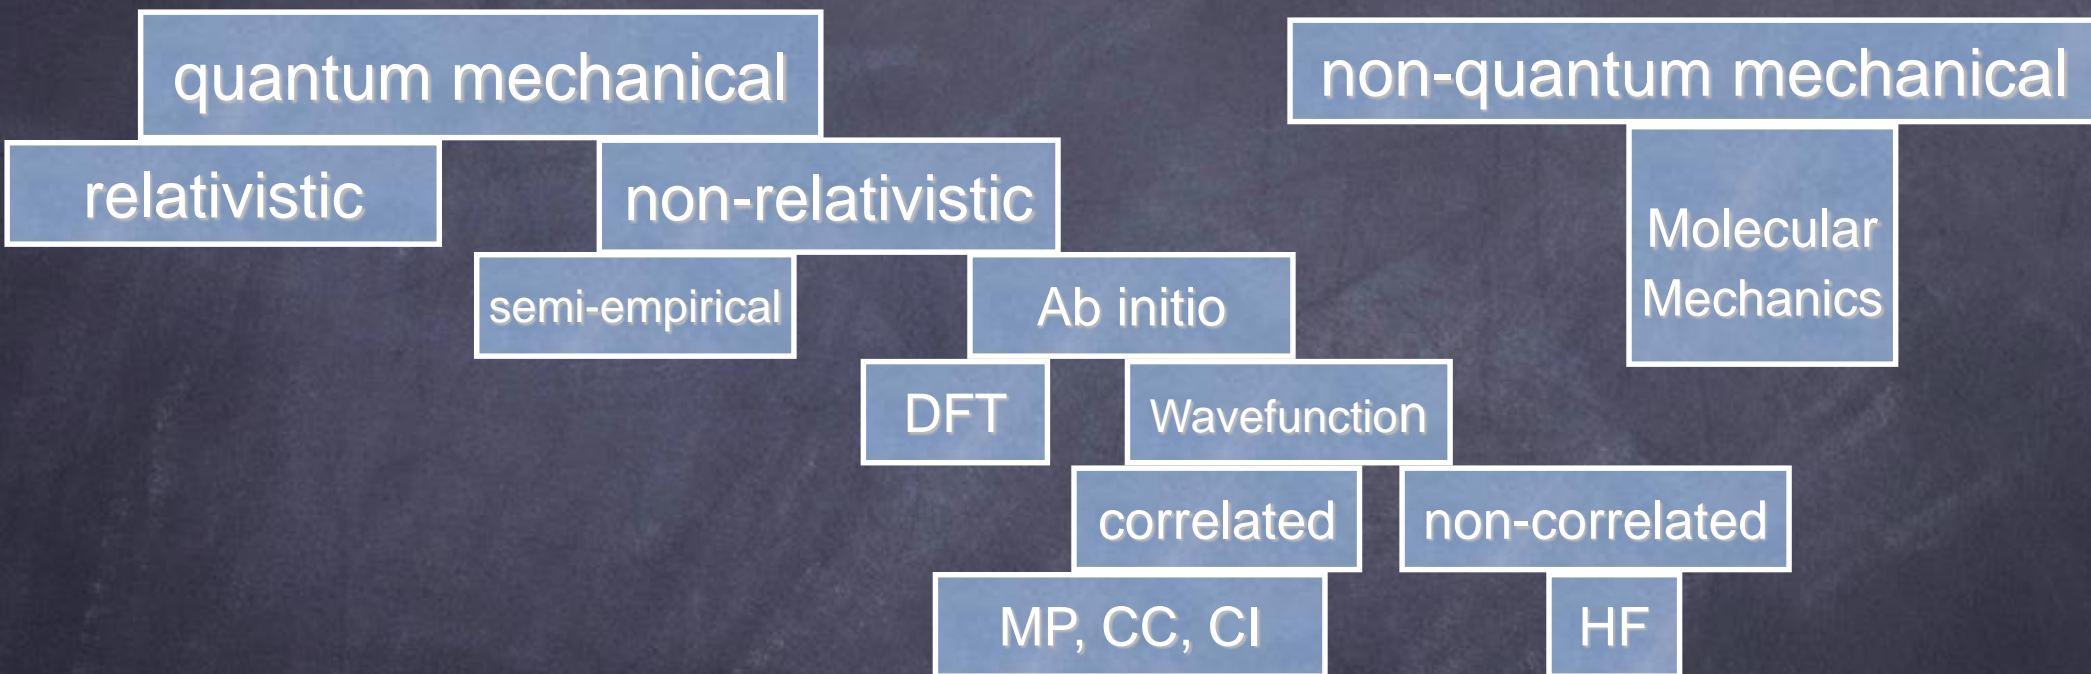 quantum mechanical
non-quantum mechanical
relativistic
non-relativistic
Molecular
Mechanics
semi-empirical
Ab initio
DFT
Wavefunction
correlated
non-correlated
MP, CC, CI
HF